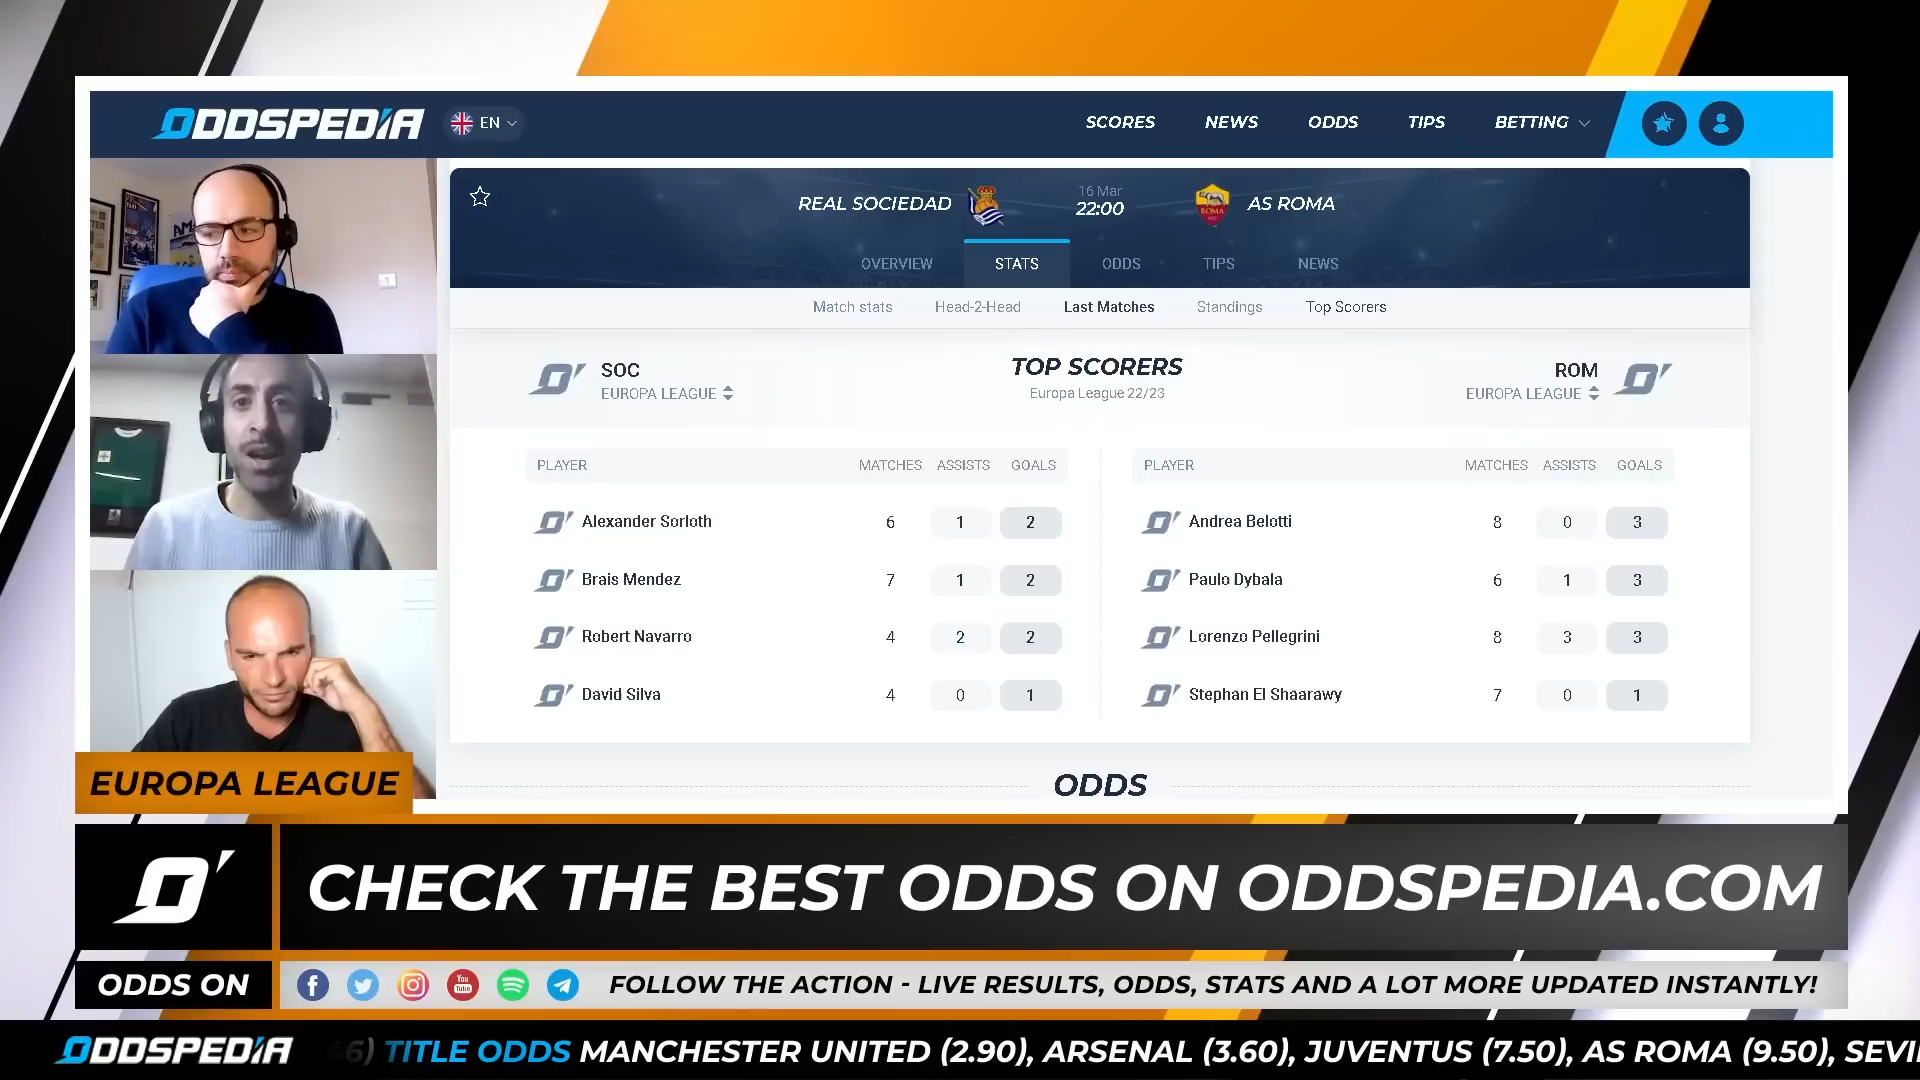 ODDSPEDIA
EN
SCORES
NEWS
ODDS
TIPS
BETTING
REAL SOCIEDAD
16 Mar
22:00
AS ROMA
OVERVIEW
STATS
ODDS
TIPS
NEWS
Match stats
Head-2-Head
Last Matches
Standings
Top Scorers
SOC
EUROPA LEAGUE
TOP SCORERS
Europa League 22/23
ROM
EUROPA LEAGUE
PLAYER MATCHES ASSISTS GOALS
Alexander Sorloth 6 1 2
Brais Mendez 7 1 2
Robert Navarro 4 2 2
David Silva 4 0 1
PLAYER MATCHES ASSISTS GOALS
Andrea Belotti 8 0 3
Paulo Dybala 6 1 3
Lorenzo Pellegrini 8 3 3
Stephan El Shaarawy 7 0 1
ODDS
EUROPA LEAGUE
CHECK THE BEST ODDS ON ODDSPEDIA.COM
ODDS ON
You
Tube
FOLLOW THE ACTION - LIVE RESULTS, ODDS, STATS AND A LOT MORE UPDATED INSTANTLY!
ODDSPEDIA
TITLE ODDS MANCHESTER UNITED (2.90), ARSENAL (3.60), JUVENTUS (7.50), AS ROMA (9.50), SEVI